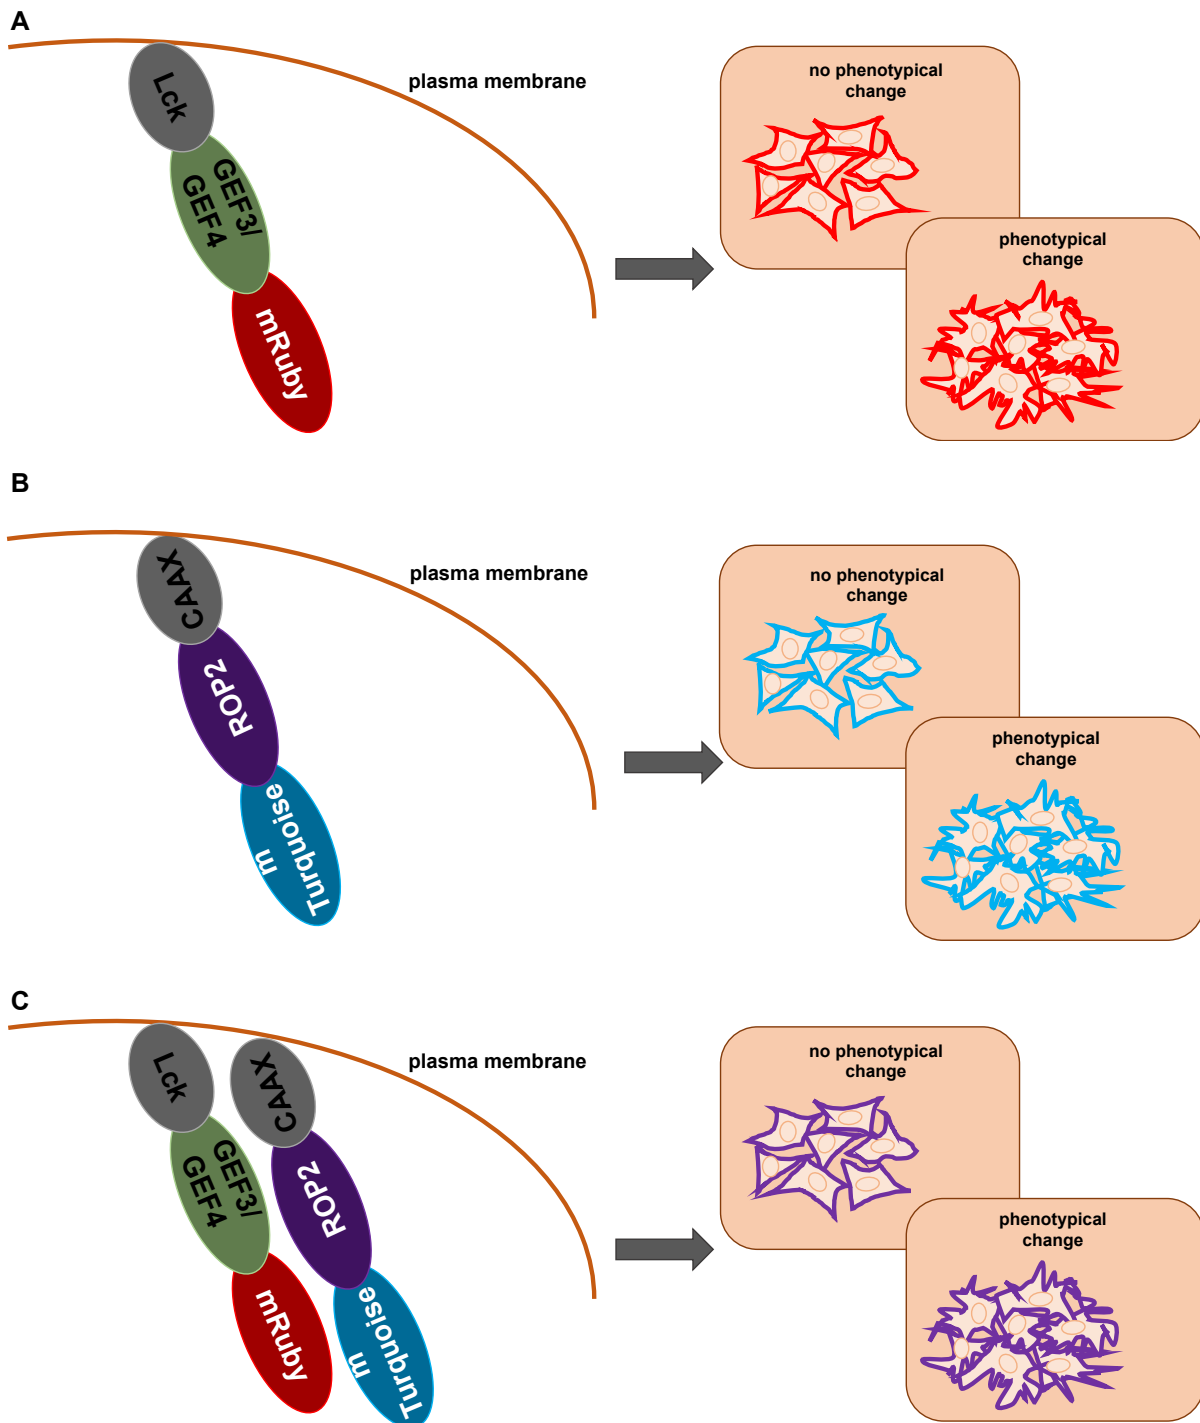 A
Lck
GEF3/
GEF4
mRuby
plasma membrane
no phenotypical
change
phenotypical
change
B
CAAX
ROP2
m
Turquoise
plasma membrane
no phenotypical
change
phenotypical
change
C
Lck
GEF3/
GEF4
mRuby
CAAX
ROP2
m
Turquoise
plasma membrane
no phenotypical
change
phenotypical
change